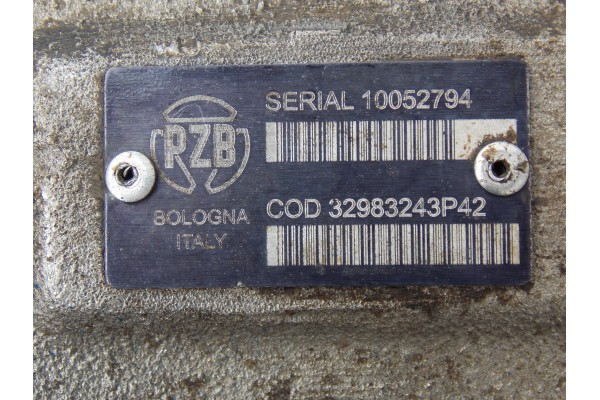 RZB
BOLOGNA
ITALY
SERIAL 10052794
COD 32983243P42